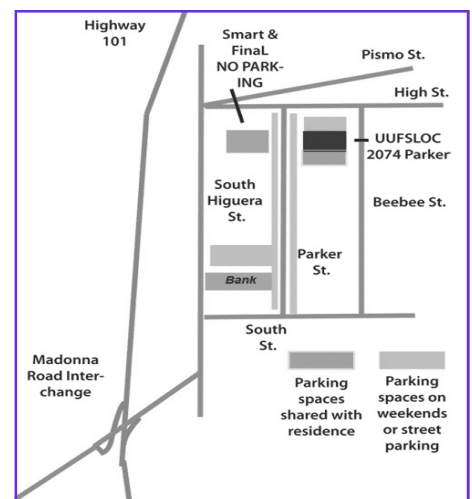 Highway
101
Smart &
FinaL
NO PARK-
ING
Pismo St.
High St.
UUFSLOC
2074 Parker
South
Higuera
St.
Beebee St.
Parker
St.
Bank
South
St.
Madonna
Road Inter-
change
Parking
spaces
shared with
residence
Parking
spaces on
weekends
or street
parking